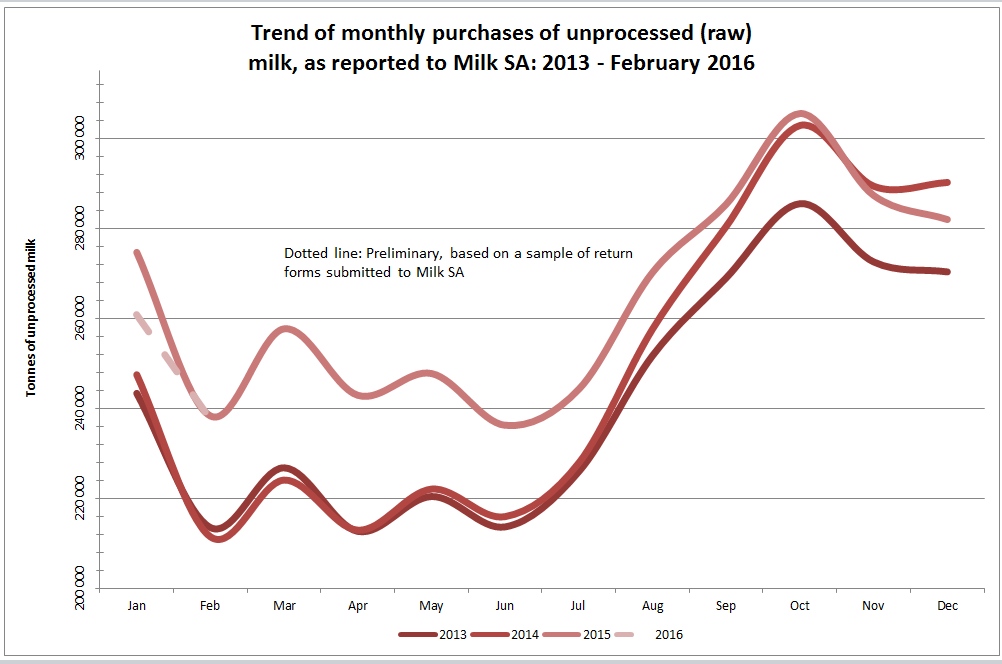 Trend of monthly purchases of unprocessed (raw)
milk, as reported to Milk SA: 2013 - February 2016
Tonnes of unprocessed milk
300 000
280 000
260 000
240 000
220 000
200 000
Dotted line: Preliminary, based on a sample of return
forms submitted to Milk SA
Jan Feb Mar Apr May Jun Jul Aug Sep Oct Nov Dec
2013 2014 2015 2016